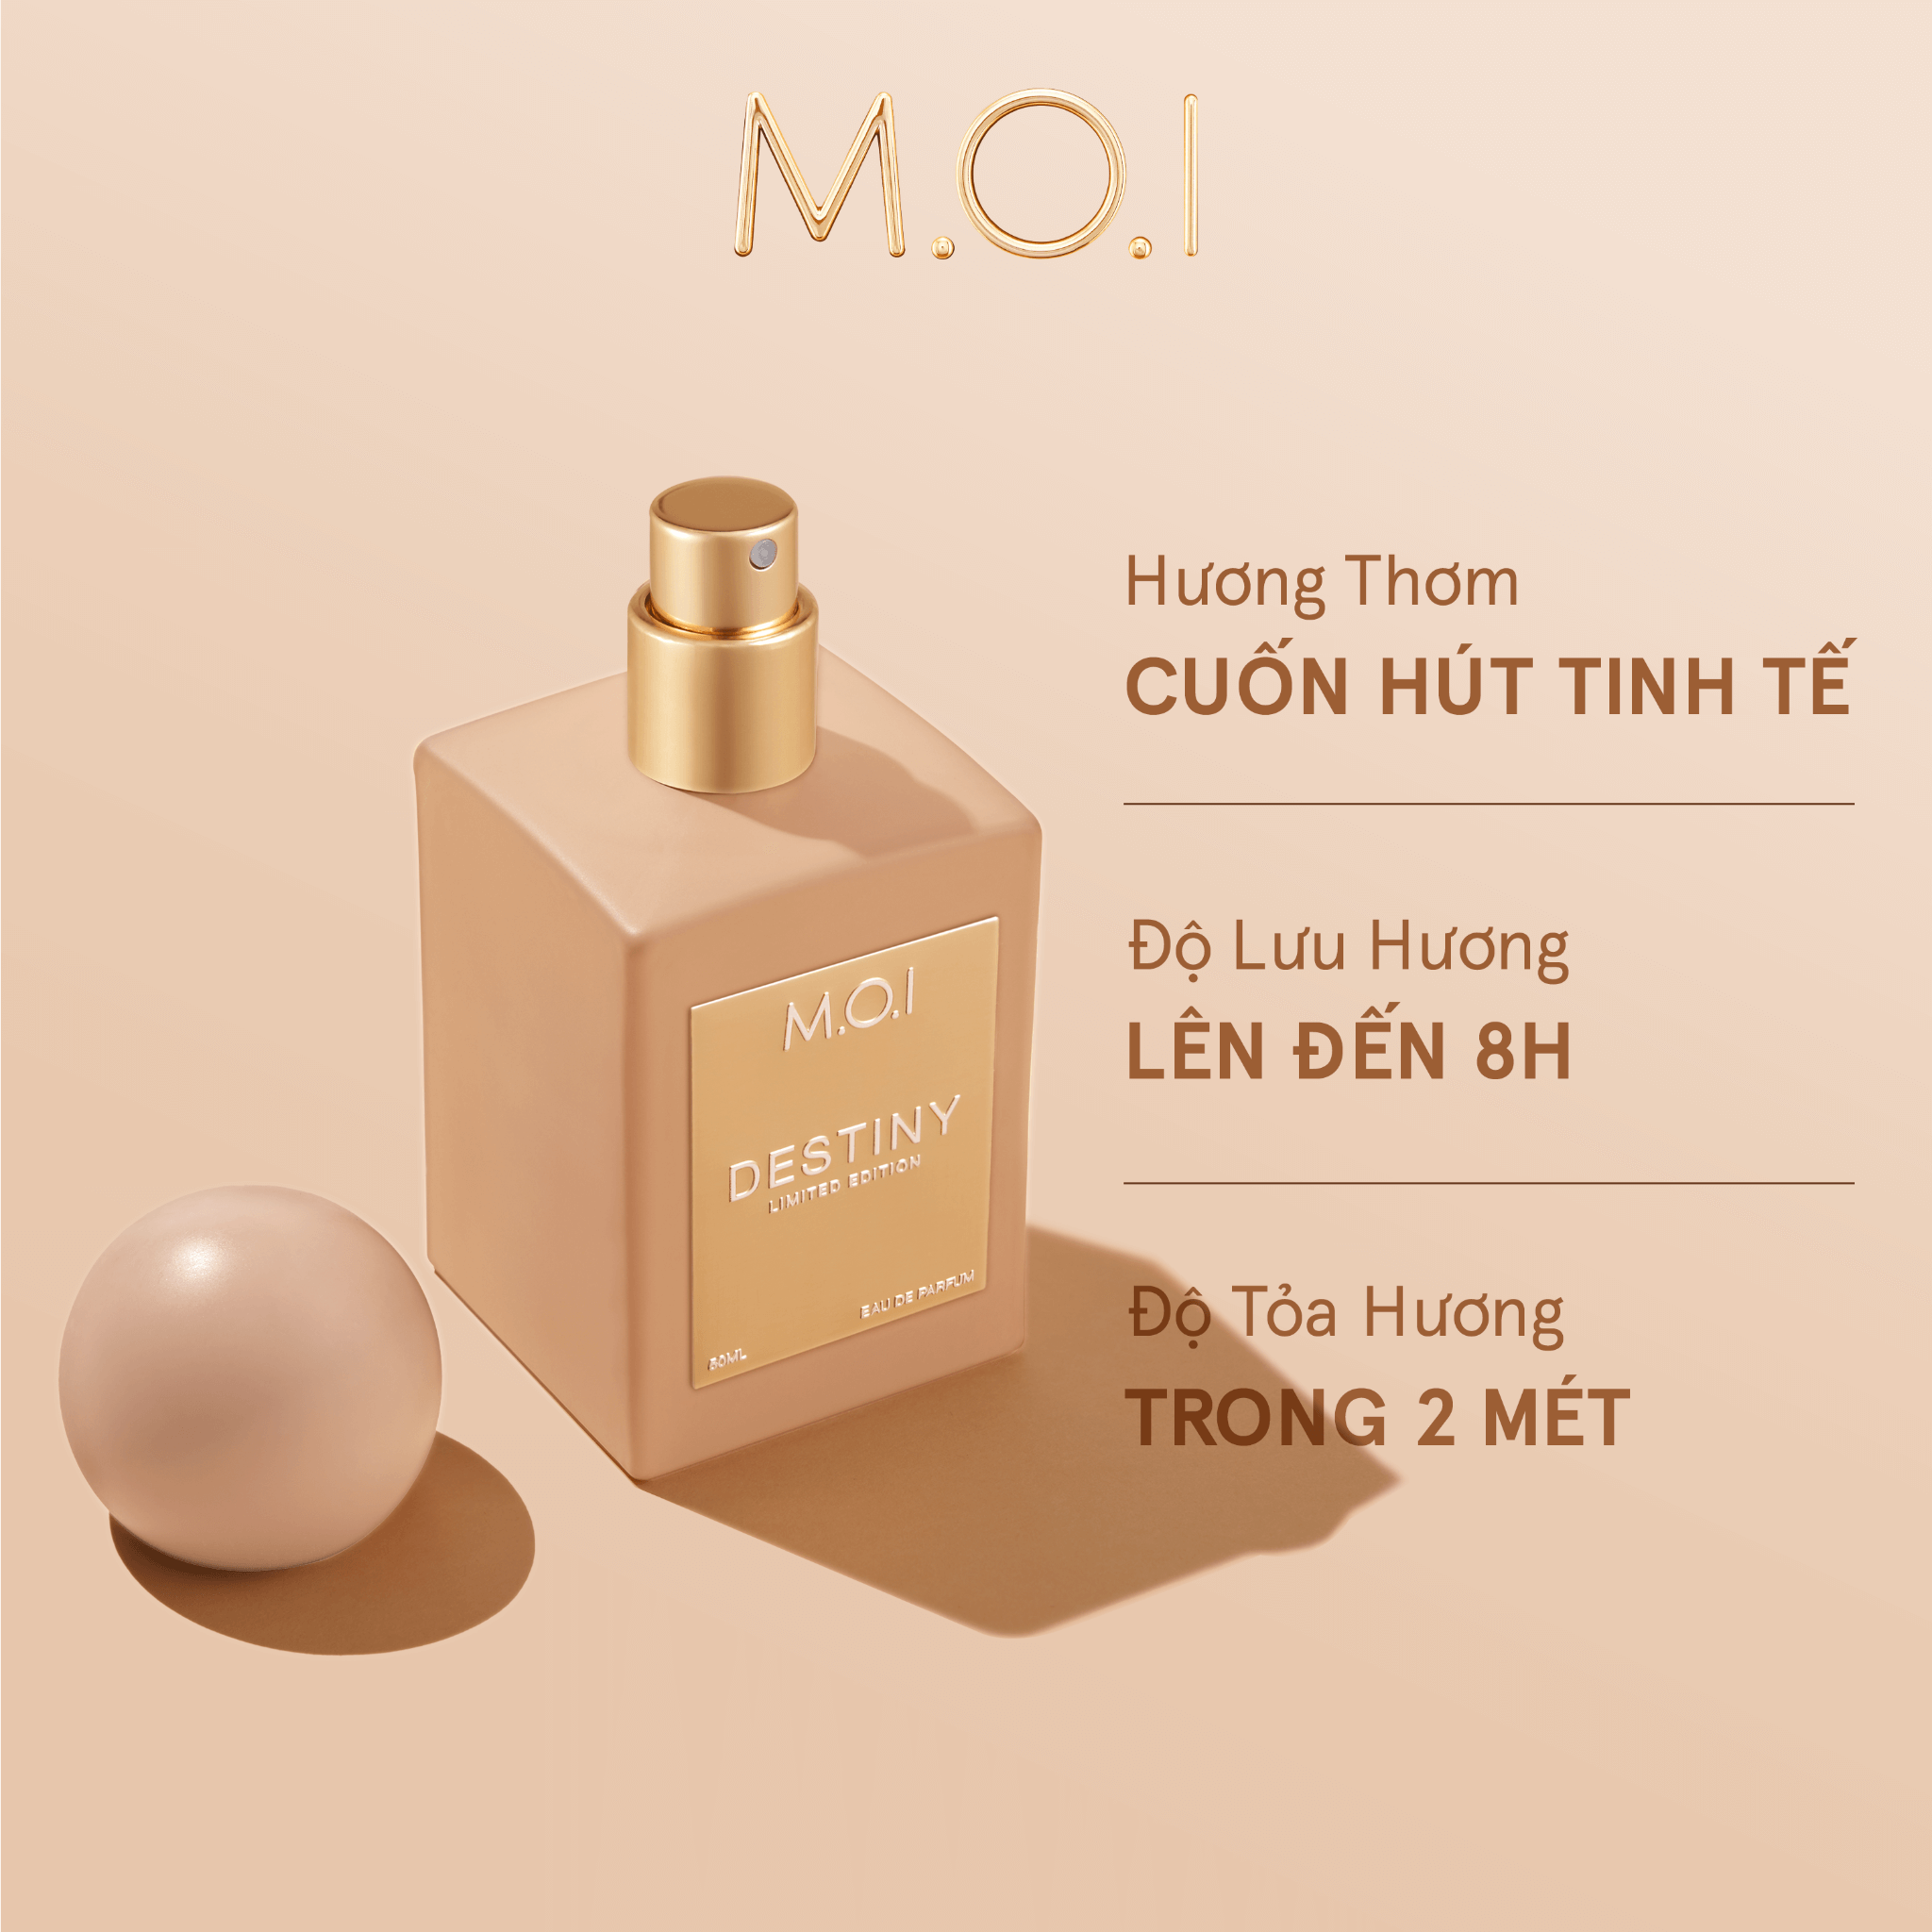 M.O.I
Hương Thơm
CUỐN HÚT TINH TẾ
Độ Lưu Hương
LÊN ĐẾN 8H
Độ Tỏa Hương
TRONG 2 MÉT
M.O.I
DESTINY
LIMITED EDITION
EAU DE PARFUM
50ML